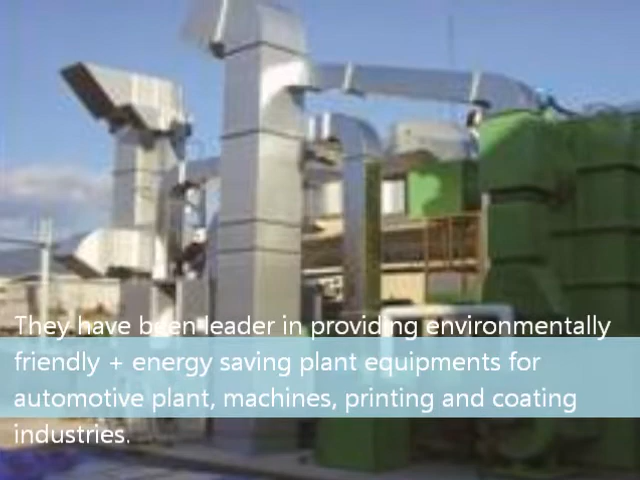 They have been leader in providing environmentally
friendly + energy saving plant equipments for
automotive plant, machines, printing and coating
industries.